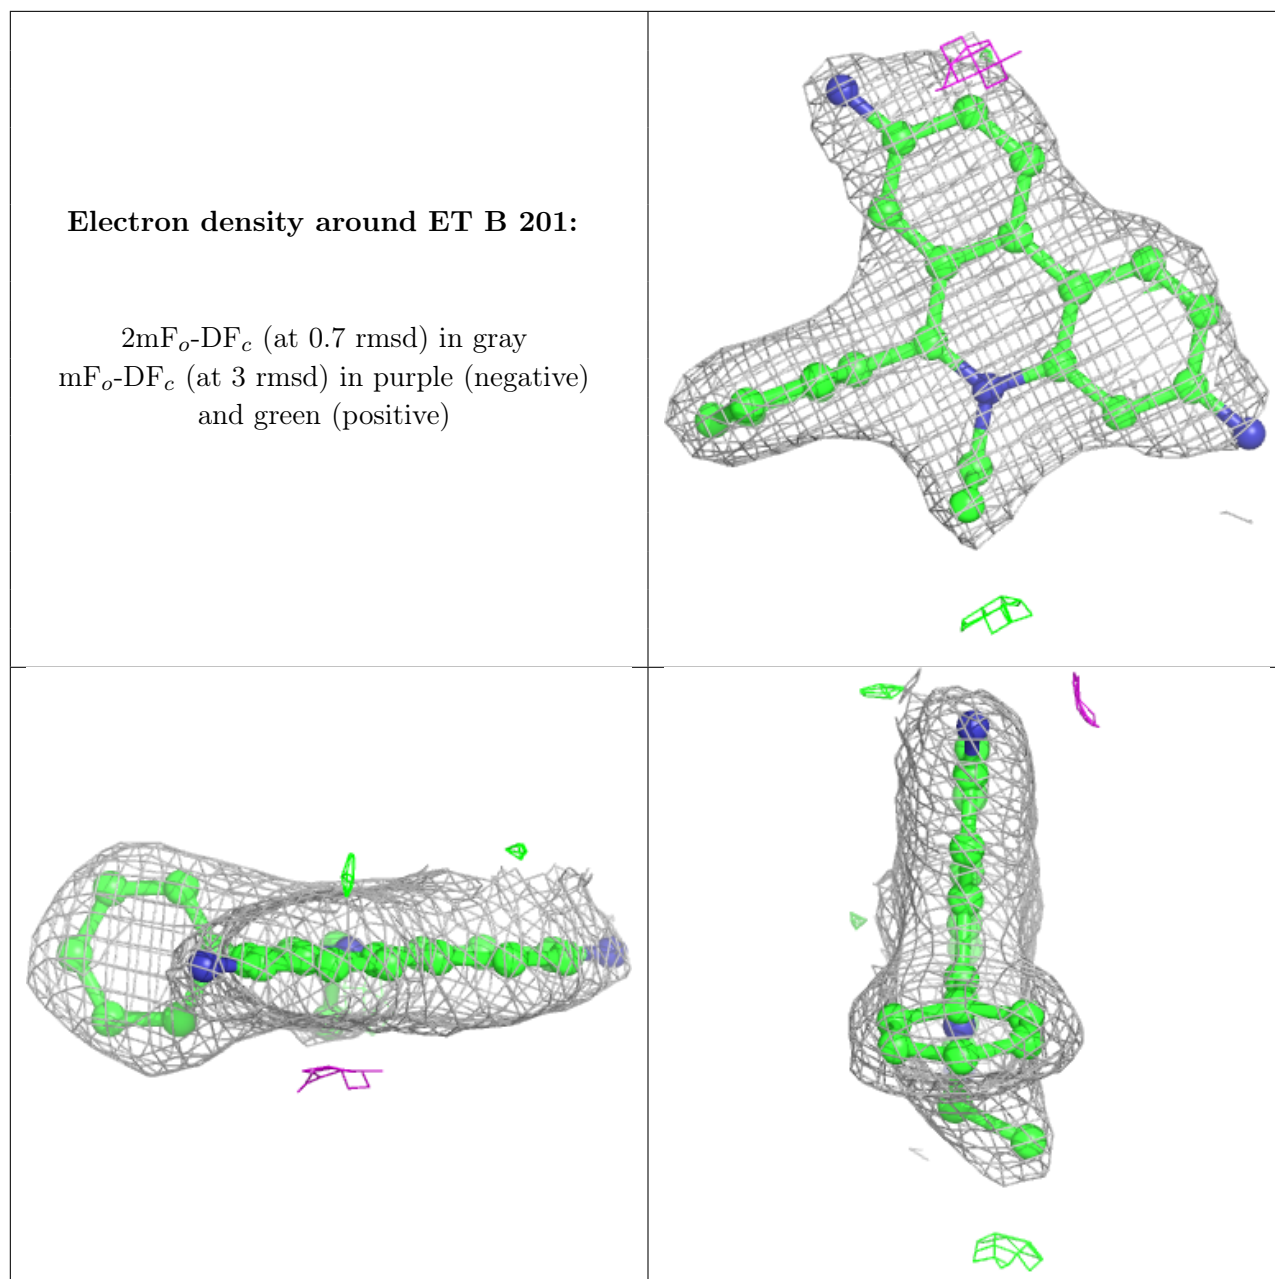 Electron density around ET B 201:
2mFo-DFc (at 0.7 rmsd) in gray
mFo-DFc (at 3 rmsd) in purple (negative)
and green (positive)